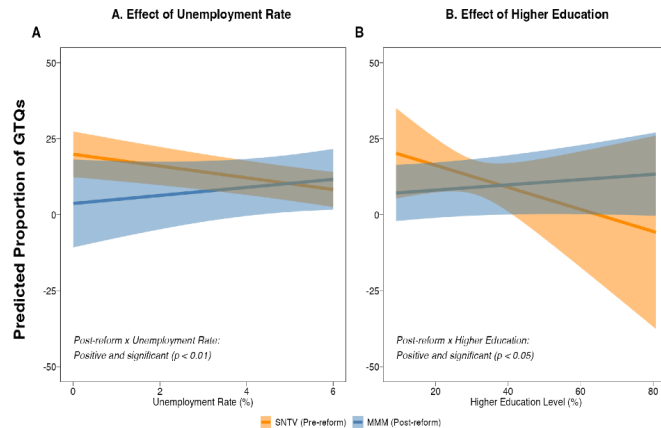 A. Effect of Unemployment Rate
B. Effect of Higher Education
A
B
Predicted Proportion of GTQs
50
25
0
-25
-50
50
25
0
-25
-50
Post-reform x Unemployment Rate:
Positive and significant (p < 0.01)
Post-reform x Higher Education:
Positive and significant (p < 0.05)
0 2 4 6
20 40 60 80
Unemployment Rate (%)
Higher Education Level (%)
SNTV (Pre-reform) MMM (Post-reform)